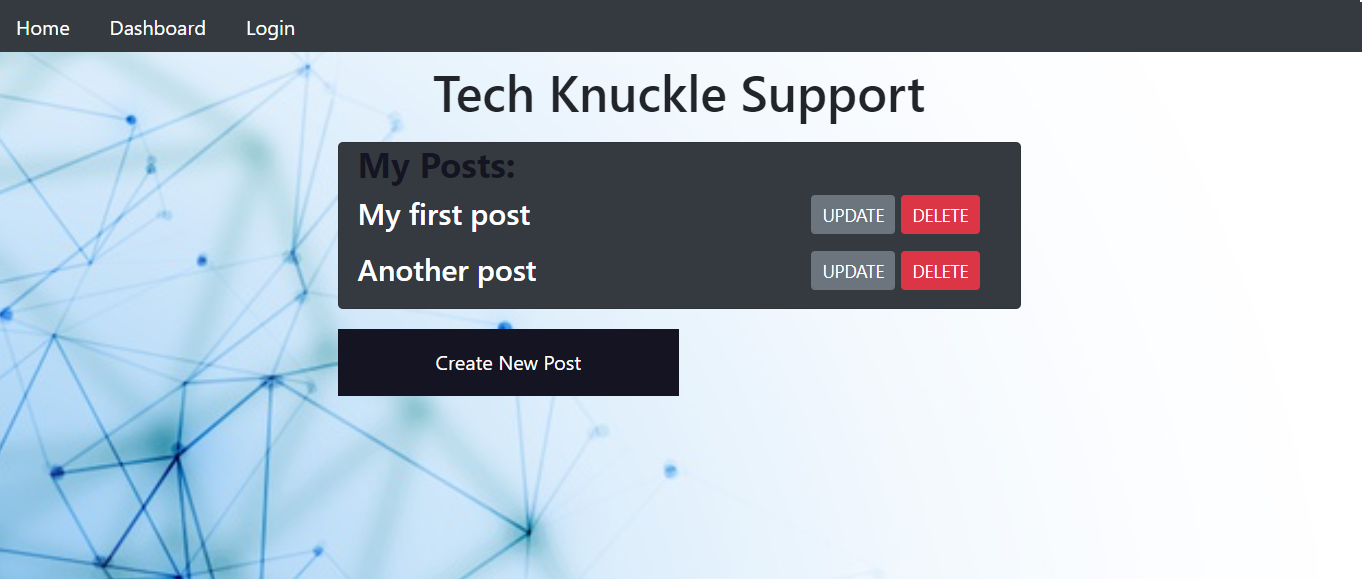 Home Dashboard Login
Tech Knuckle Support
My Posts:
My first post UPDATE DELETE
Another post UPDATE DELETE
Create New Post